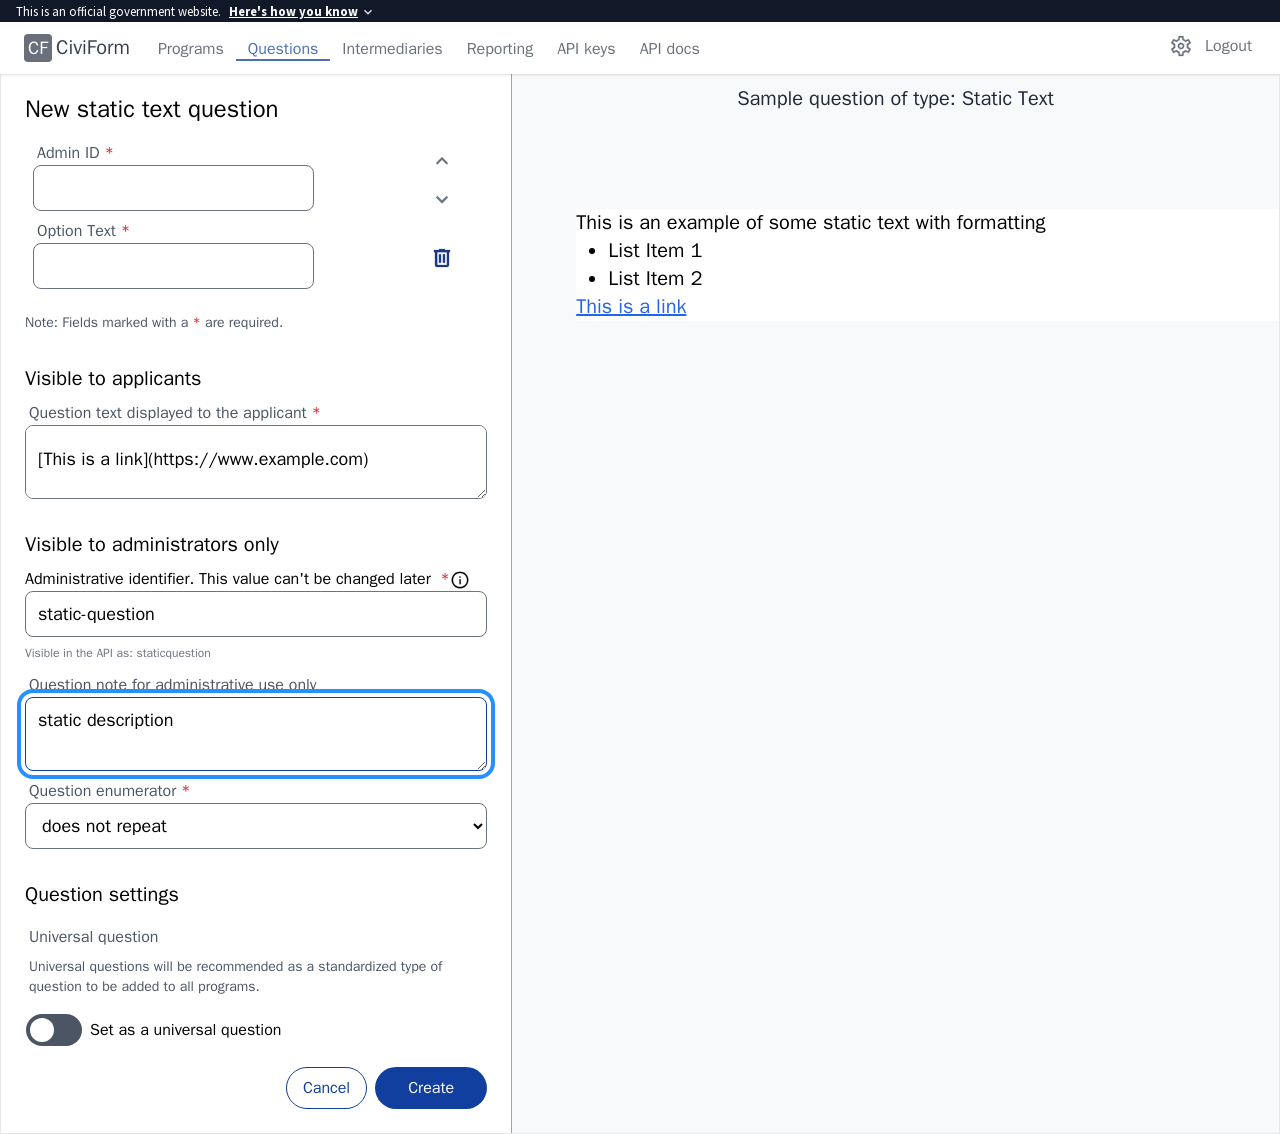 This is an official government website. Here's how you know
CF CiviForm Programs Questions Intermediaries Reporting API keys API docs Logout
New static text question
Admin ID *
Option Text *
Note: Fields marked with a * are required.
Visible to applicants
Question text displayed to the applicant *
[This is a link](https://www.example.com)
Visible to administrators only
Administrative identifier. This value can't be changed later *
static-question
Visible in the API as: staticquestion
Question note for administrative use only
static description
Question enumerator *
does not repeat
Question settings
Universal question
Universal questions will be recommended as a standardized type of
question to be added to all programs.
Set as a universal question
Cancel Create
Sample question of type: Static Text
This is an example of some static text with formatting
• List Item 1
• List Item 2
This is a link